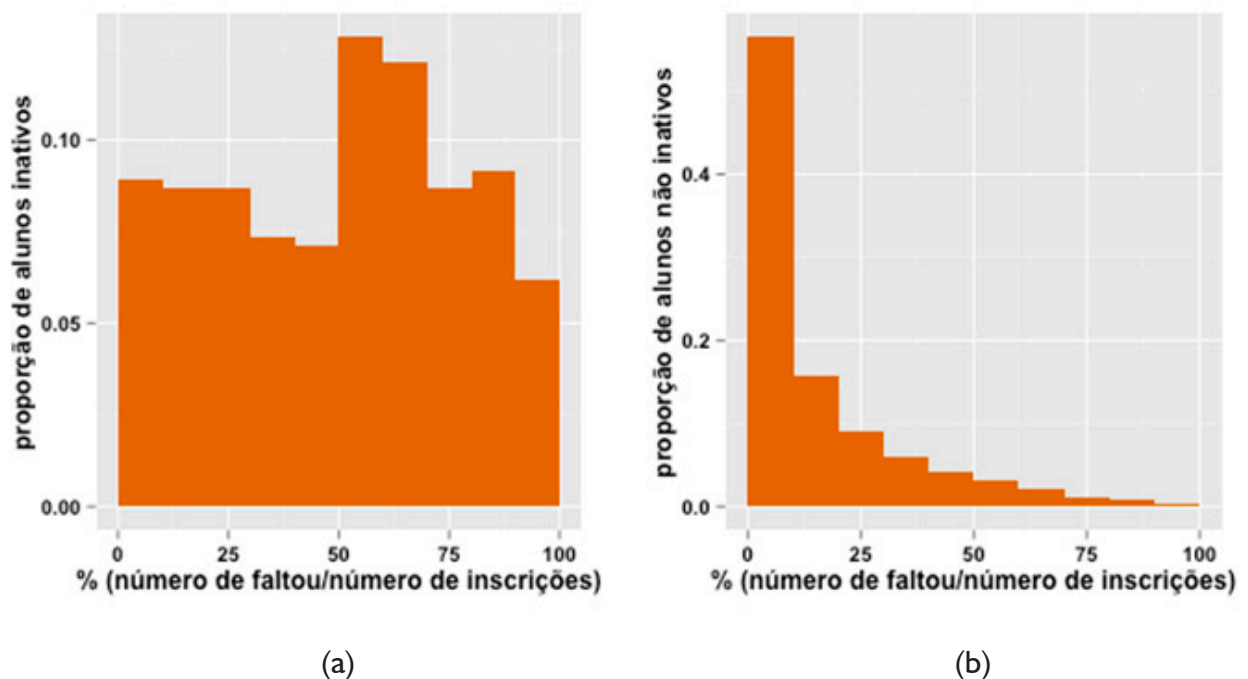 proporção de alunos inativos
0.10
0.05
0.00
0
25
50
75
100
% (número de faltou/número de inscrições)
(a)
proporção de alunos não inativos
0.4
0.2
0.0
0
25
50
75
100
% (número de faltou/número de inscrições)
(b)